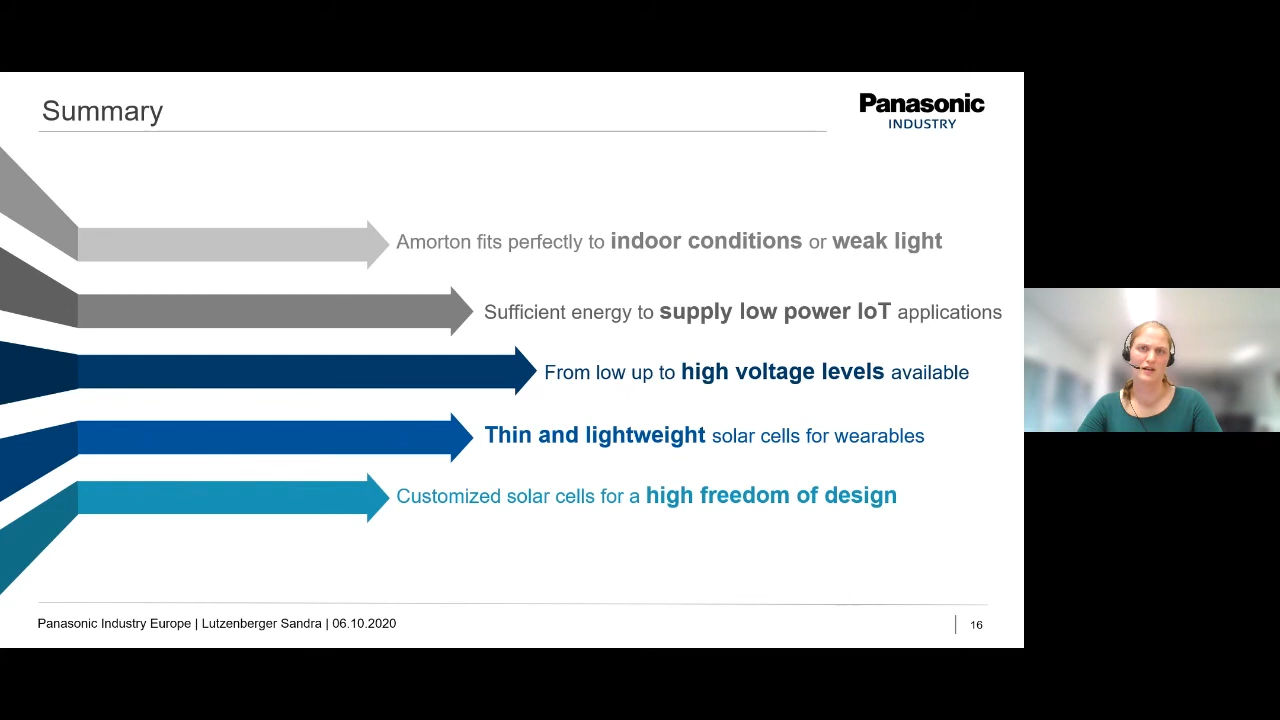 Summary
Panasonic
INDUSTRY
Amorton fits perfectly to indoor conditions or weak light
Sufficient energy to supply low power IoT applications
From low up to high voltage levels available
Thin and lightweight solar cells for wearables
Customized solar cells for a high freedom of design
Panasonic Industry Europe | Lutzenberger Sandra | 06.10.2020
16